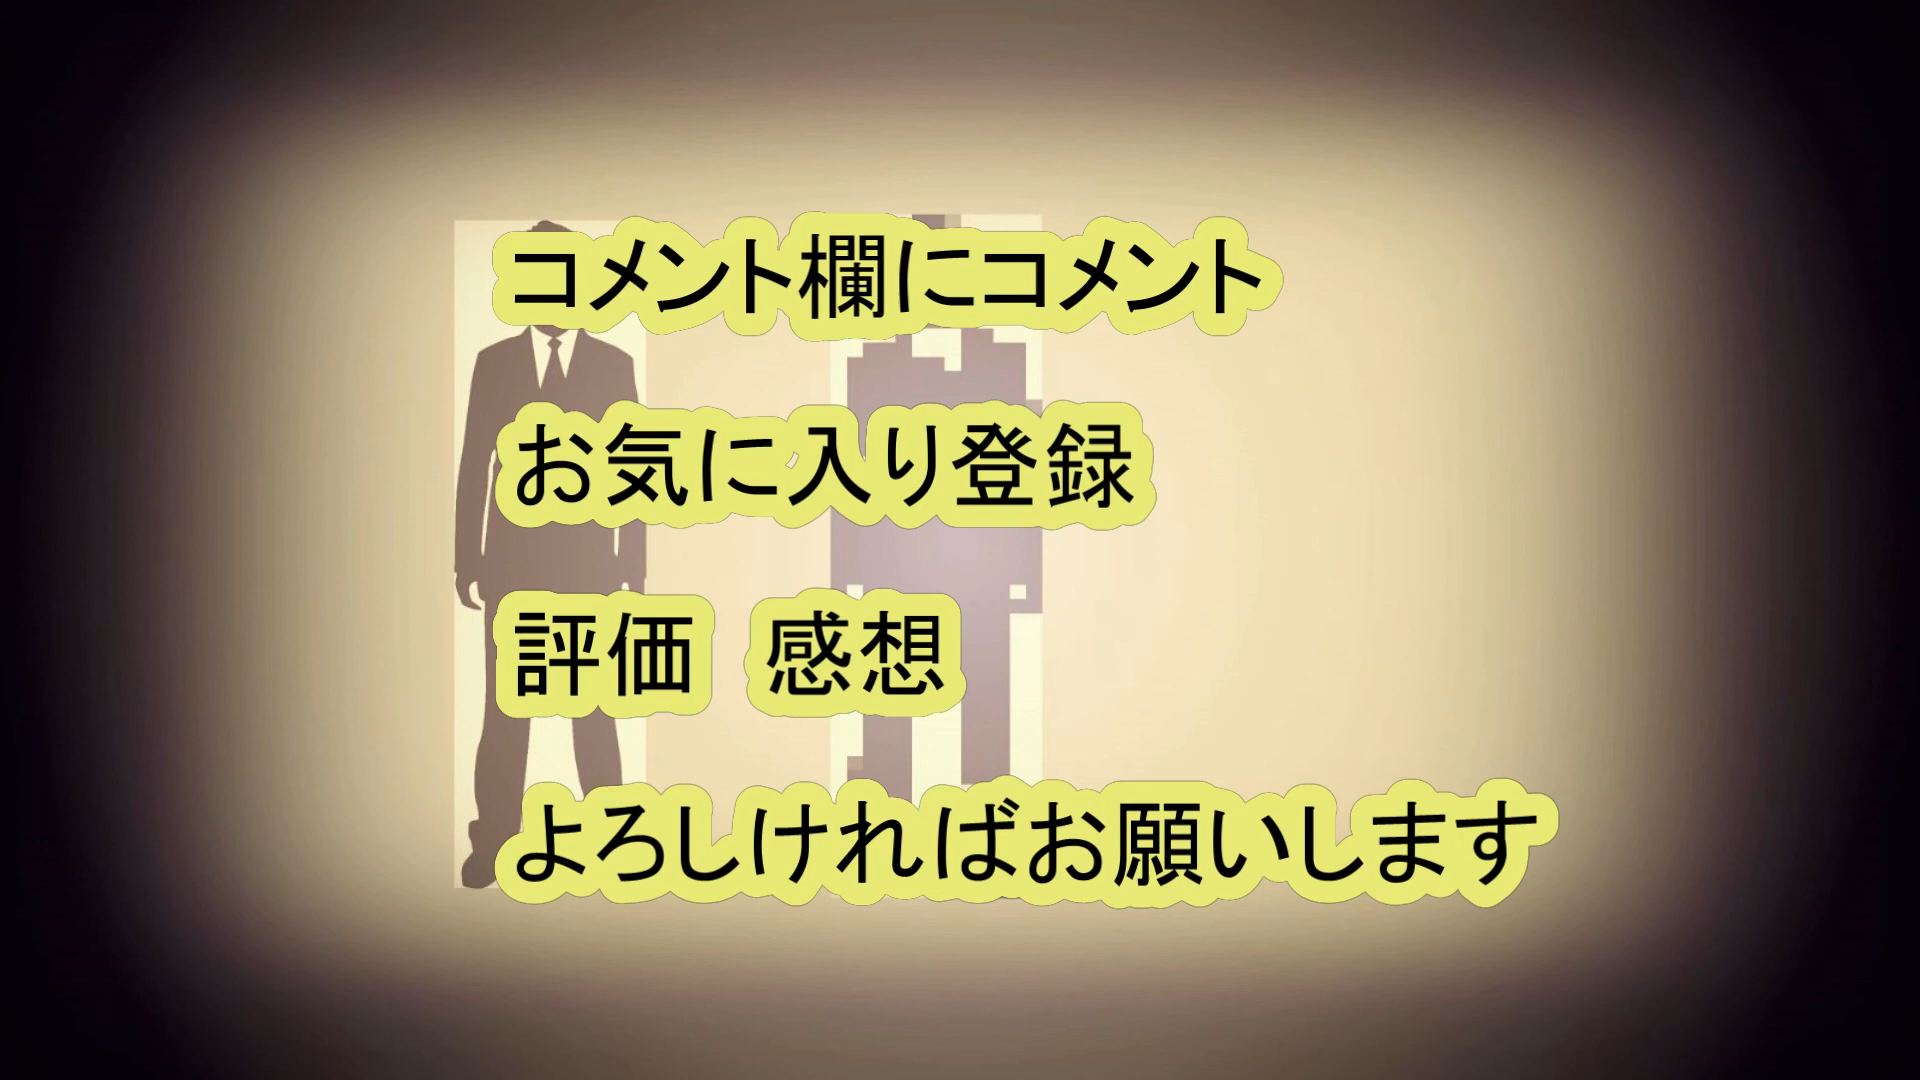 コメント欄にコメント
お気に入り登録
評価　感想
よろしければお願いします